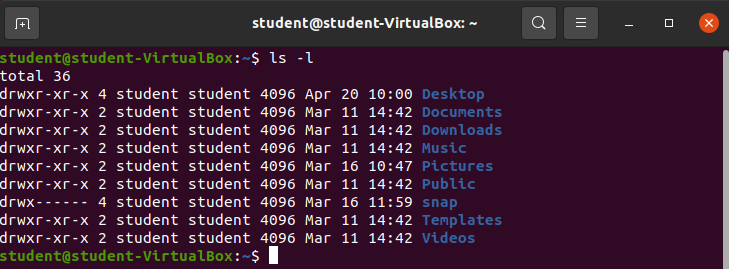 student@student-VirtualBox: ~
student@student-VirtualBox:~$ ls -l
total 36
drwxr-xr-x 4 student student 4096 Apr 20 10:00 Desktop
drwxr-xr-x 2 student student 4096 Mar 11 14:42 Documents
drwxr-xr-x 2 student student 4096 Mar 11 14:42 Downloads
drwxr-xr-x 2 student student 4096 Mar 11 14:42 Music
drwxr-xr-x 2 student student 4096 Mar 16 10:47 Pictures
drwxr-xr-x 2 student student 4096 Mar 11 14:42 Public
drwx------ 4 student student 4096 Mar 16 11:59 snap
drwxr-xr-x 2 student student 4096 Mar 11 14:42 Templates
drwxr-xr-x 2 student student 4096 Mar 11 14:42 Videos
student@student-VirtualBox:~$